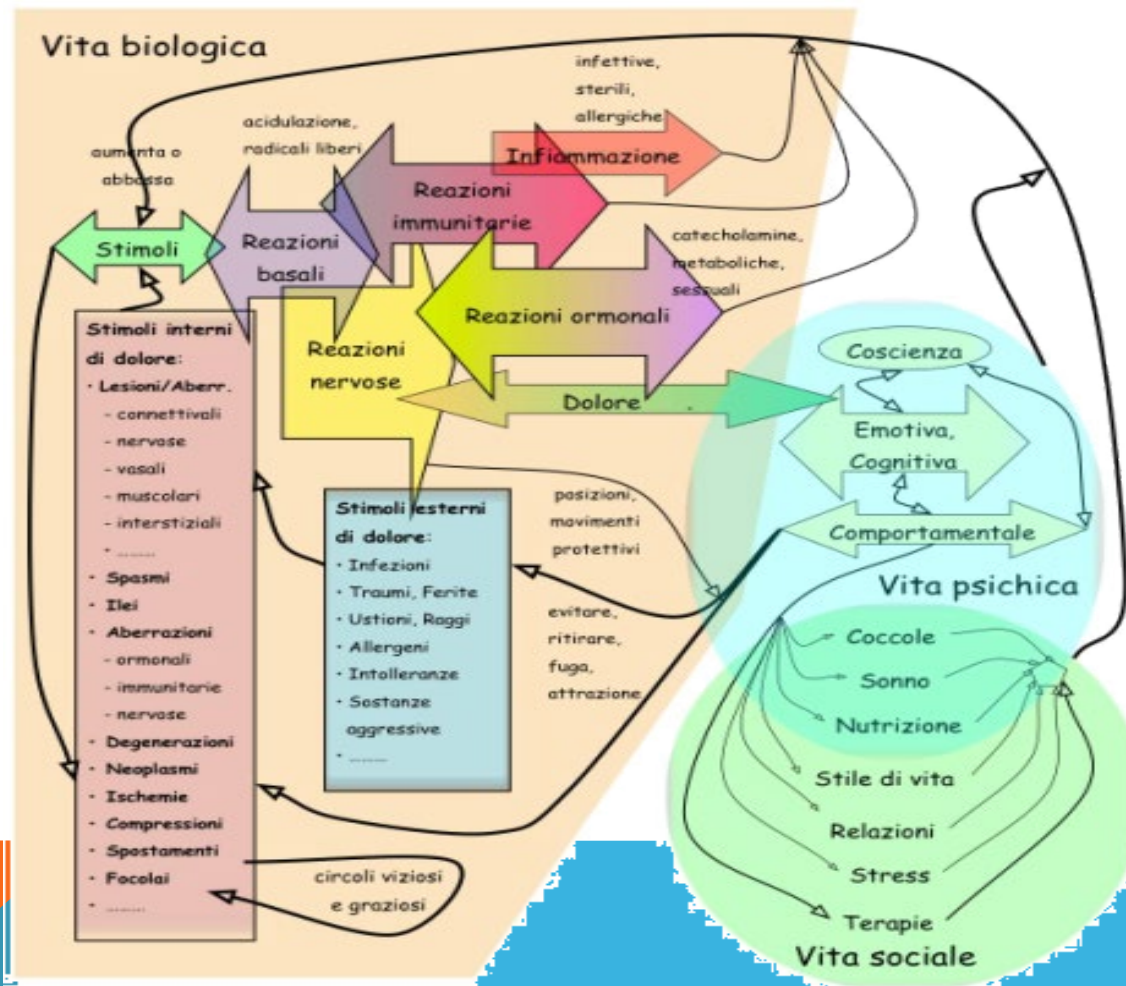 Vita biologica
infettive,
sterili,
allergiche
acidulazione,
radicali liberi
aumenta o
abbassa
Infiammazione
Reazioni
immunitarie
Stimoli
Reazioni
basali
catecholamine,
metaboliche,
sessuali
Reazioni ormonali
Reazioni
nervose
Dolore
Stimoli interni
di dolore:
· Lesioni/Aberr.
- connettivali
- nervose
- vasali
- muscolari
- interstiziali
· ........
· Spasmi
· Ilei
· Aberrazioni
- ormonali
- immunitarie
- nervose
· Degenerazioni
· Neoplasmi
· Ischemie
· Compressioni
· Spostamenti
· Focolai
· ........
circoli viziosi
e graziosi
Stimoli esterni
di dolore:
· Infezioni
· Traumi, Ferite
· Ustioni, Raggi
· Allergeni
· Intolleranze
· Sostanze
aggressive
· ........
posizioni,
movimenti
protettivi
evitare,
ritirare,
fuga,
attrazione
Coscienza
Emotiva,
Cognitiva
Comportamentale
Vita psichica
Coccole
Sonno
Nutrizione
Stile di vita
Relazioni
Stress
Terapie
Vita sociale